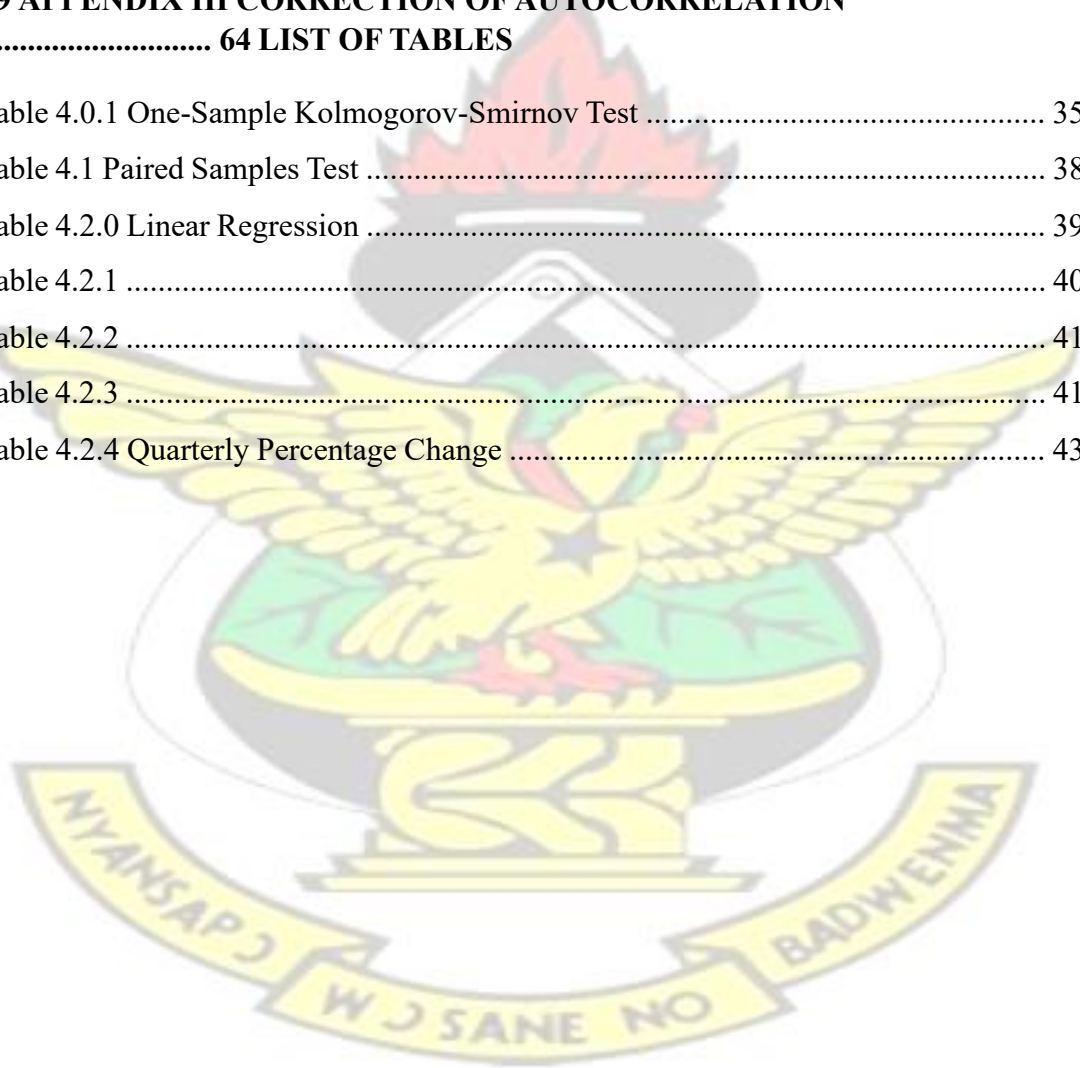 APPENDIX III CORRECTION OF AUTOCORRELATION
........................... 64 LIST OF TABLES
able 4.0.1 One-Sample Kolmogorov-Smirnov Test .................................................. 35
able 4.1 Paired Samples Test .................................................................................... 38
able 4.2.0 Linear Regression ..................................................................................... 39
able 4.2.1 ................................................................................................................... 40
able 4.2.2 ................................................................................................................... 41
able 4.2.3 ................................................................................................................... 41
able 4.2.4 Quarterly Percentage Change ................................................................... 43
NYANSAPƆ
WƆSANE NO
BADWENMA